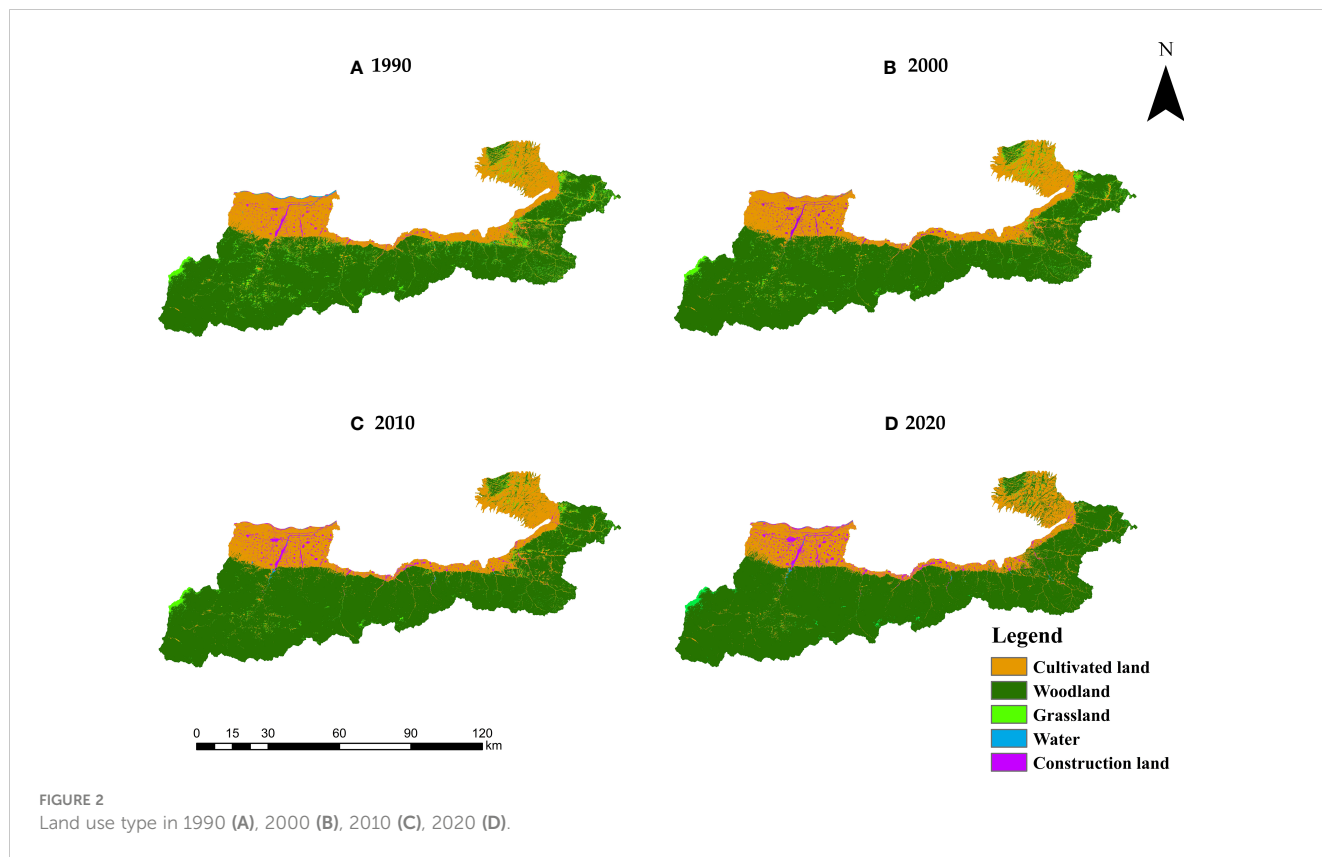 A 1990
B 2000
N
C 2010
D 2020
Legend
Cultivated land
Woodland
Grassland
Water
Construction land
0 15 30 60 90 120
km
FIGURE 2
Land use type in 1990 (A), 2000 (B), 2010 (C), 2020 (D).